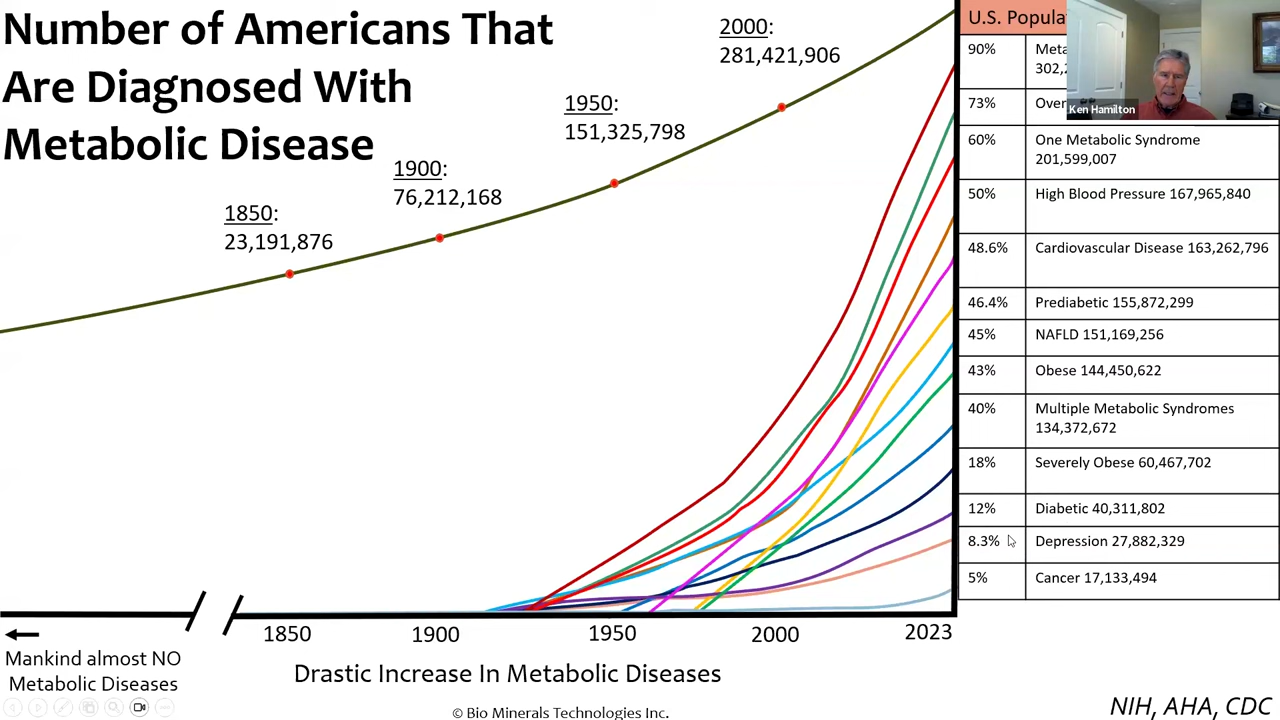 Number of Americans That
Are Diagnosed With
Metabolic Disease
1850:
23,191,876
1900:
76,212,168
1950:
151,325,798
2000:
281,421,906
1850
1900
1950
2000
2023
Mankind almost NO
Metabolic Diseases
Drastic Increase In Metabolic Diseases
© Bio Minerals Technologies Inc.
U.S.
Ken Hamilton
90%
73%
60% One Metabolic Syndrome
201,599,007
50% High Blood Pressure 167,965,840
48.6% Cardiovascular Disease 163,262,796
46.4% Prediabetic 155,872,299
45% NAFLD 151,169,256
43% Obese 144,450,622
40% Multiple Metabolic Syndromes
134,372,672
18% Severely Obese 60,467,702
12% Diabetic 40,311,802
8.3% Depression 27,882,329
5% Cancer 17,133,494
NIH, AHA, CDC